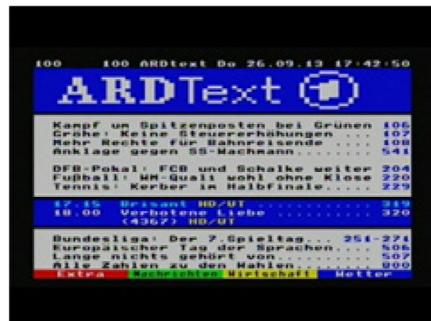 100 100 ARDtext Do 26.09.13 17:42:50
ARDText 1
Kampf um Spitzenposten bei Grünen 106
Gröhe: Keine Steuererhöhungen ... 107
Mehr Rechte für Bahnreisende .... 108
Anklage gegen SS-Wachmann........ 541
DFB-Pokal: FCB und Schalke weiter 204
Fußball: WM-Quali wohl ohne Klose 220
Tennis: Kerber im Halbfinale..... 229
17.15 Brisant HD/UT ............. 319
18.00 Verbotene Liebe ........... 320
(4367) HD/UT
Bundesliga: Der 7.Spieltag... 251-271
Europäischer Tag der Sprachen.... 406
Lange nichts gehört von.......... 507
Alle Zahlen zu den Wahlen........ 800
Extra Nachrichten Wirtschaft Wetter